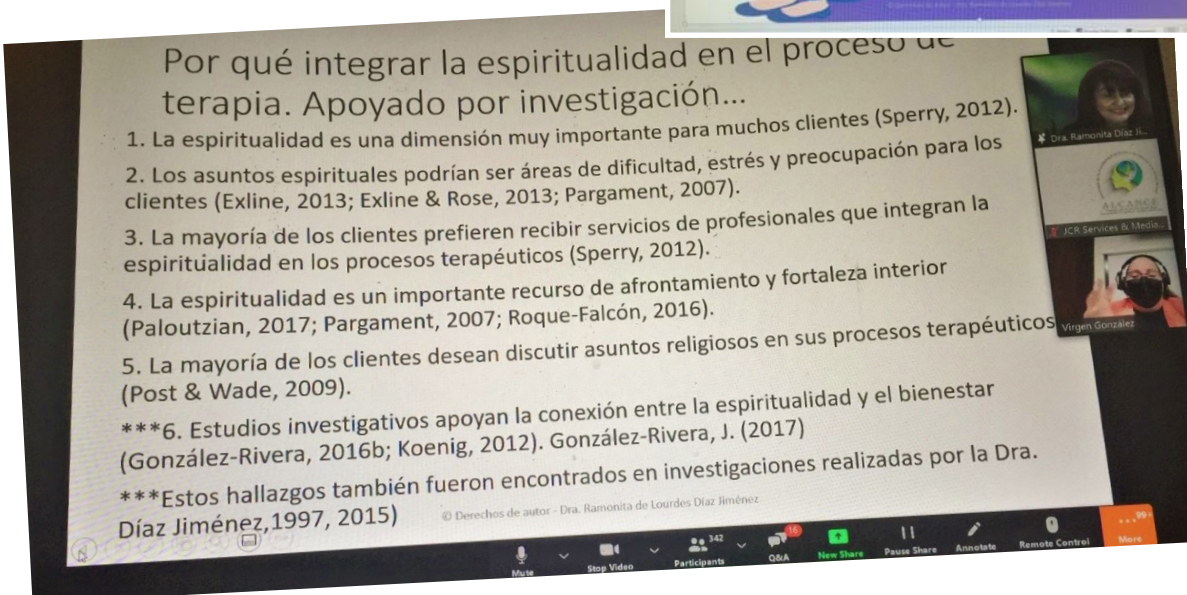 Por qué integrar la espiritualidad en el proceso de
terapia. Apoyado por investigación...
1. La espiritualidad es una dimensión muy importante para muchos clientes (Sperry, 2012).
2. Los asuntos espirituales podrían ser áreas de dificultad, estrés y preocupación para los
clientes (Exline, 2013; Exline & Rose, 2013; Pargament, 2007).
3. La mayoría de los clientes prefieren recibir servicios de profesionales que integran la
espiritualidad en los procesos terapéuticos (Sperry, 2012).
4. La espiritualidad es un importante recurso de afrontamiento y fortaleza interior
(Paloutzian, 2017; Pargament, 2007; Roque-Falcón, 2016).
5. La mayoría de los clientes desean discutir asuntos religiosos en sus procesos terapéuticos
(Post & Wade, 2009).
***6. Estudios investigativos apoyan la conexión entre la espiritualidad y el bienestar
(González-Rivera, 2016b; Koenig, 2012). González-Rivera, J. (2017)
***Estos hallazgos también fueron encontrados en investigaciones realizadas por la Dra.
Díaz Jiménez,1997, 2015)
© Derechos de autor - Dra. Ramonita de Lourdes Díaz Jiménez
Dra. Ramonita Díaz Ji...
ALCANCE
JCR Services & Media...
Virgen González
342
16
99+
Mute
Stop Video
Participants
Q&A
New Share
Pause Share
Annotate
Remote Control
More